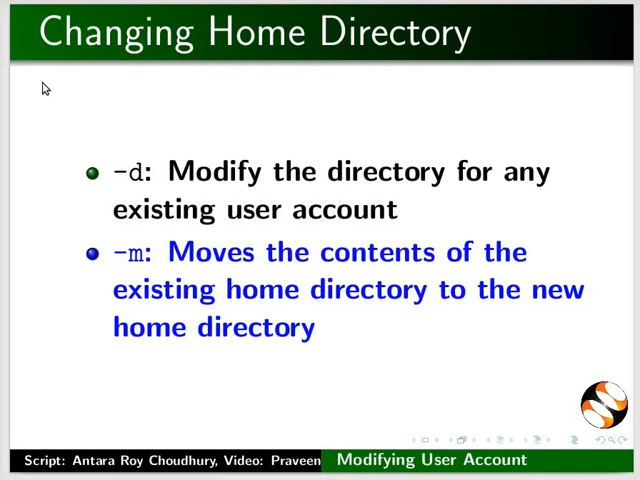 Changing Home Directory
-d: Modify the directory for any
existing user account
-m: Moves the contents of the
existing home directory to the new
home directory
Script: Antara Roy Choudhury, Video: Praveen
Modifying User Account